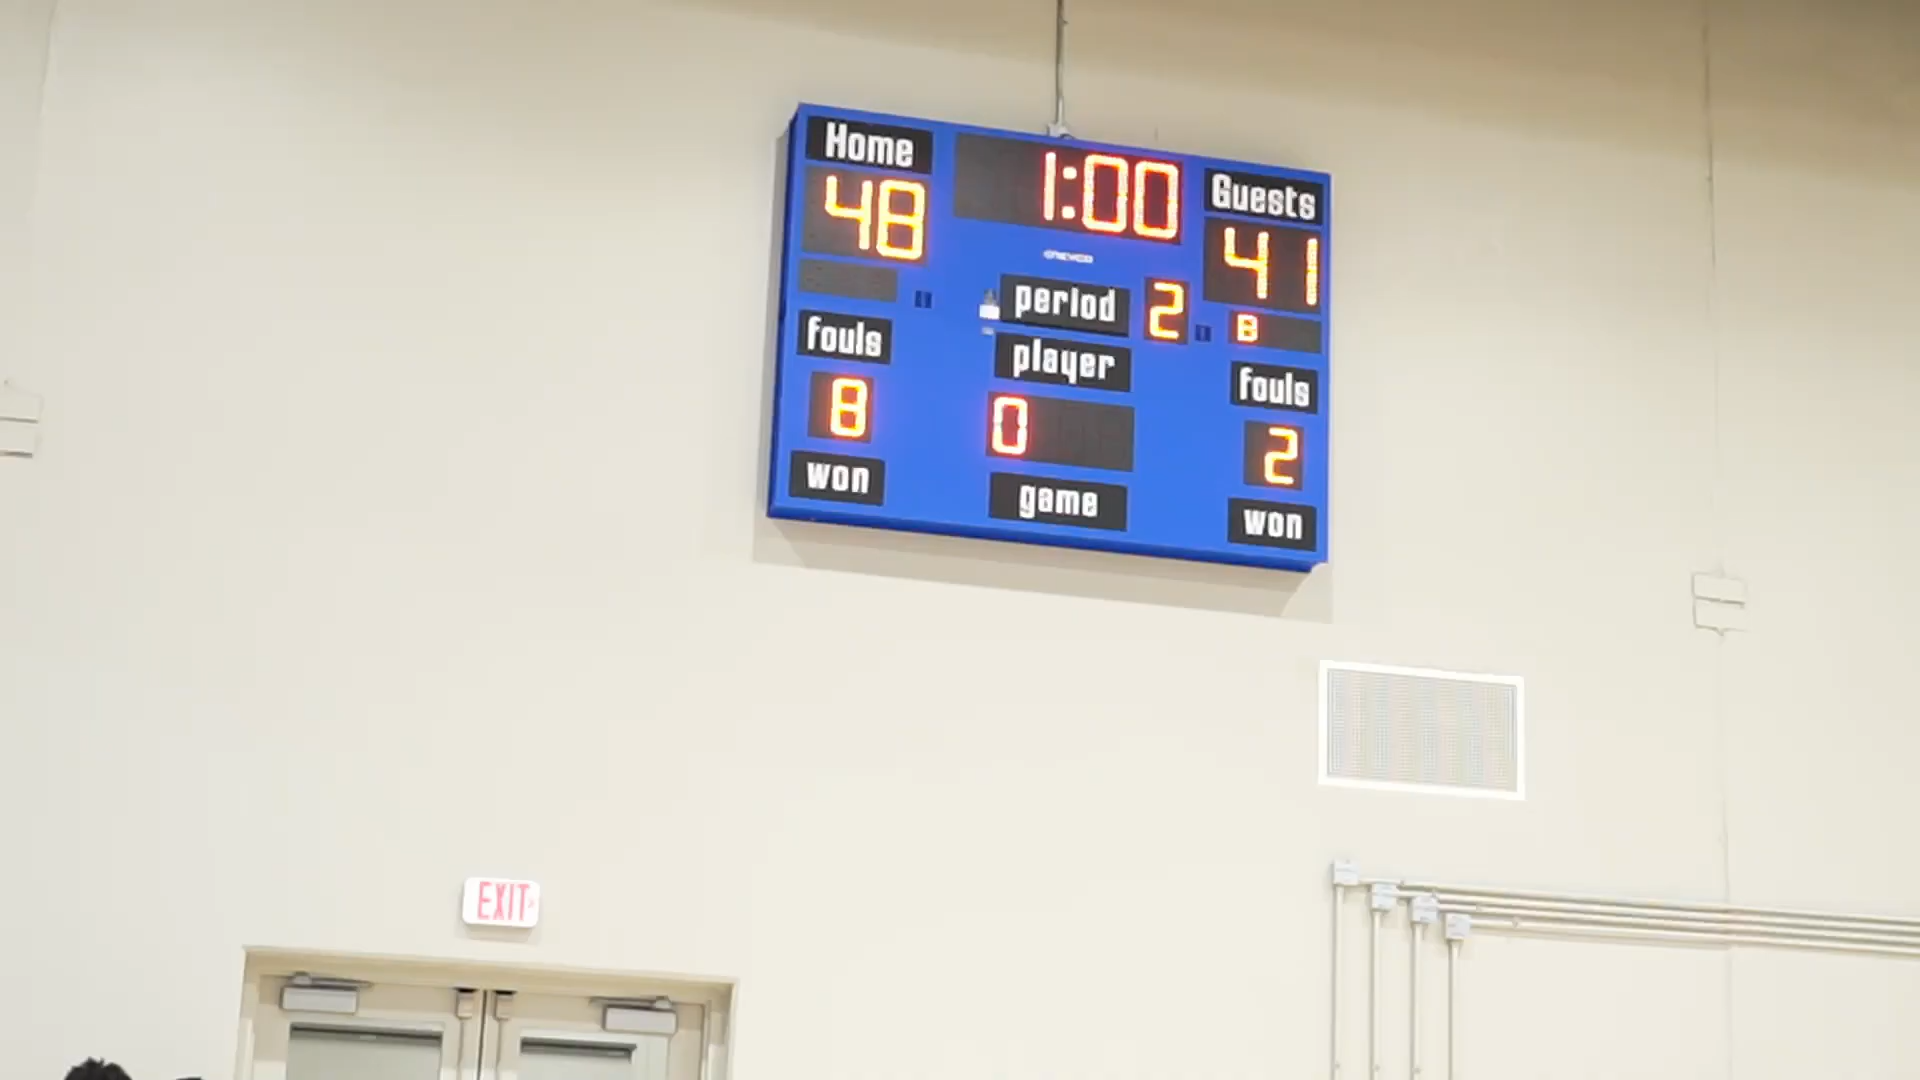 Home
1:00
Guests
48
41
period 2
B
fouls
player
fouls
8
0
2
won
game
won
EXIT